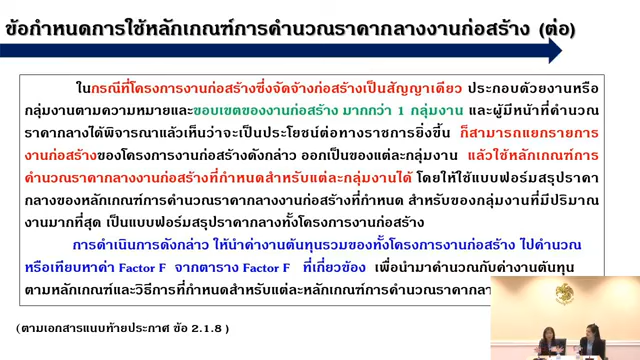 ข้อกำหนดการใช้หลักเกณฑ์การคำนวณราคากลางงานก่อสร้าง (ต่อ)
ในกรณีที่โครงการงานก่อสร้างซึ่งจัดจ้างก่อสร้างเป็นสัญญาเดียว ประกอบด้วยงานหรือ
กลุ่มงานตามความหมายและขอบเขตของงานก่อสร้าง มากกว่า 1 กลุ่มงาน และผู้มีหน้าที่คำนวณ
ราคากลางได้พิจารณาแล้วเห็นว่าจะเป็นประโยชน์ต่อทางราชการยิ่งขึ้น ก็สามารถแยกรายการ
งานก่อสร้างของโครงการงานก่อสร้างดังกล่าว ออกเป็นของแต่ละกลุ่มงาน แล้วใช้หลักเกณฑ์การ
คำนวณราคากลางงานก่อสร้างที่กำหนดสำหรับแต่ละกลุ่มงานได้ โดยให้ใช้แบบฟอร์มสรุปราคา
กลางของหลักเกณฑ์การคำนวณราคากลางงานก่อสร้างที่กำหนด สำหรับของกลุ่มงานที่มีปริมาณ
งานมากที่สุด เป็นแบบฟอร์มสรุปราคากลางทั้งโครงการงานก่อสร้าง
การดำเนินการดังกล่าว ให้นำค่างานต้นทุนรวมของทั้งโครงการงานก่อสร้าง ไปคำนวณ
หรือเทียบหาค่า Factor F จากตาราง Factor F ที่เกี่ยวข้อง เพื่อนำมาคำนวณกับค่างานต้นทุน
ตามหลักเกณฑ์และวิธีการที่กำหนดสำหรับแต่ละหลักเกณฑ์การคำนวณราคากลาง
(ตามเอกสารแนบท้ายประกาศ ข้อ 2.1.8 )